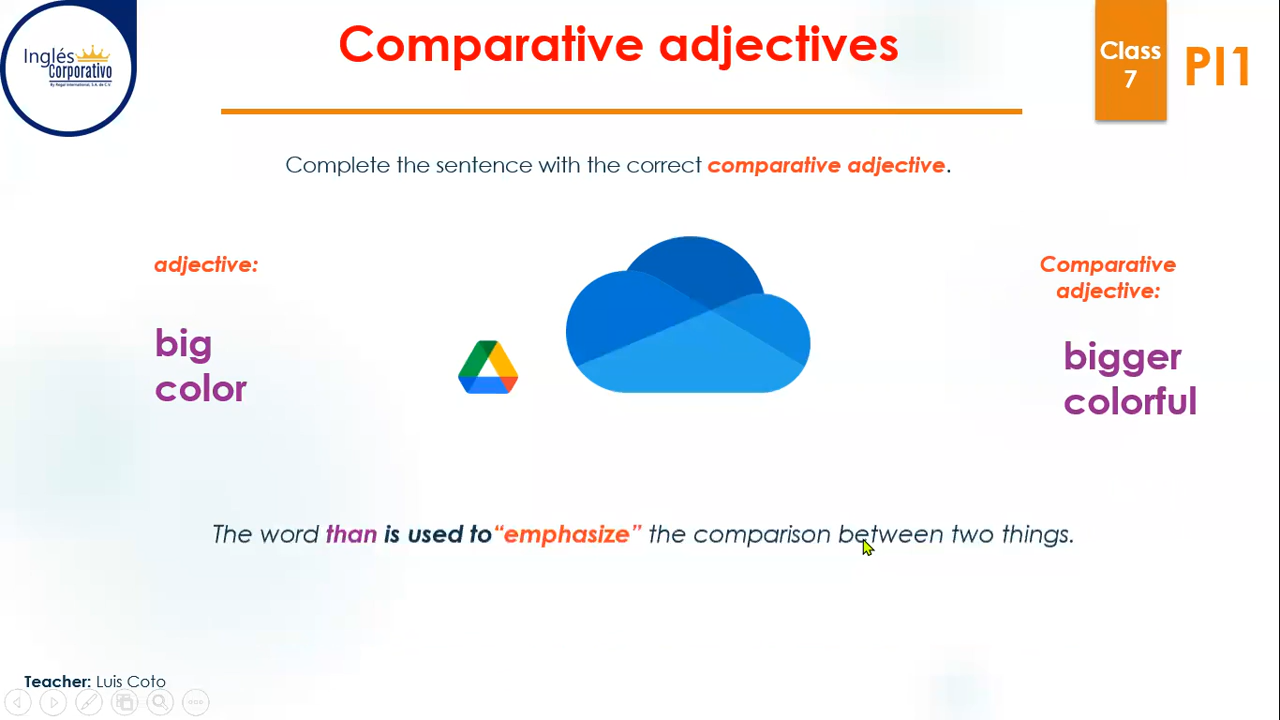 Inglés
Corporativo
By Regal International, S.A. de C.V.
Comparative adjectives
Class
7
PI1
Complete the sentence with the correct comparative adjective.
adjective:
big
color
Comparative
adjective:
bigger
colorful
The word than is used to“emphasize” the comparison between two things.
Teacher: Luis Coto